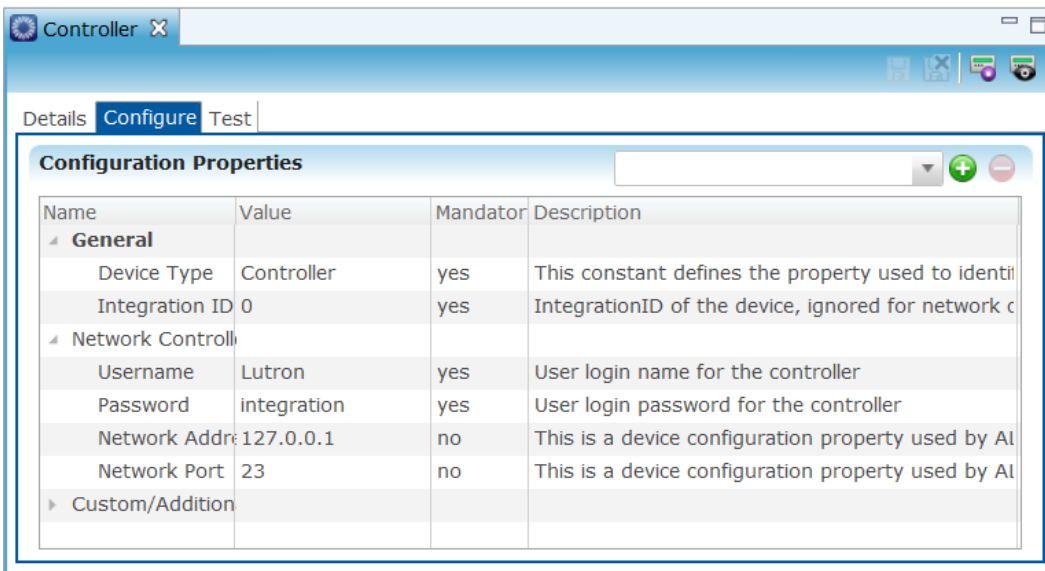 Controller
Details Configure Test
Configuration Properties
Name Value Mandator Description
General
Device Type Controller yes This constant defines the property used to identif
Integration ID 0 yes IntegrationID of the device, ignored for network c
Network Controlle
Username Lutron yes User login name for the controller
Password integration yes User login password for the controller
Network Addre 127.0.0.1 no This is a device configuration property used by AL
Network Port 23 no This is a device configuration property used by AL
Custom/Addition